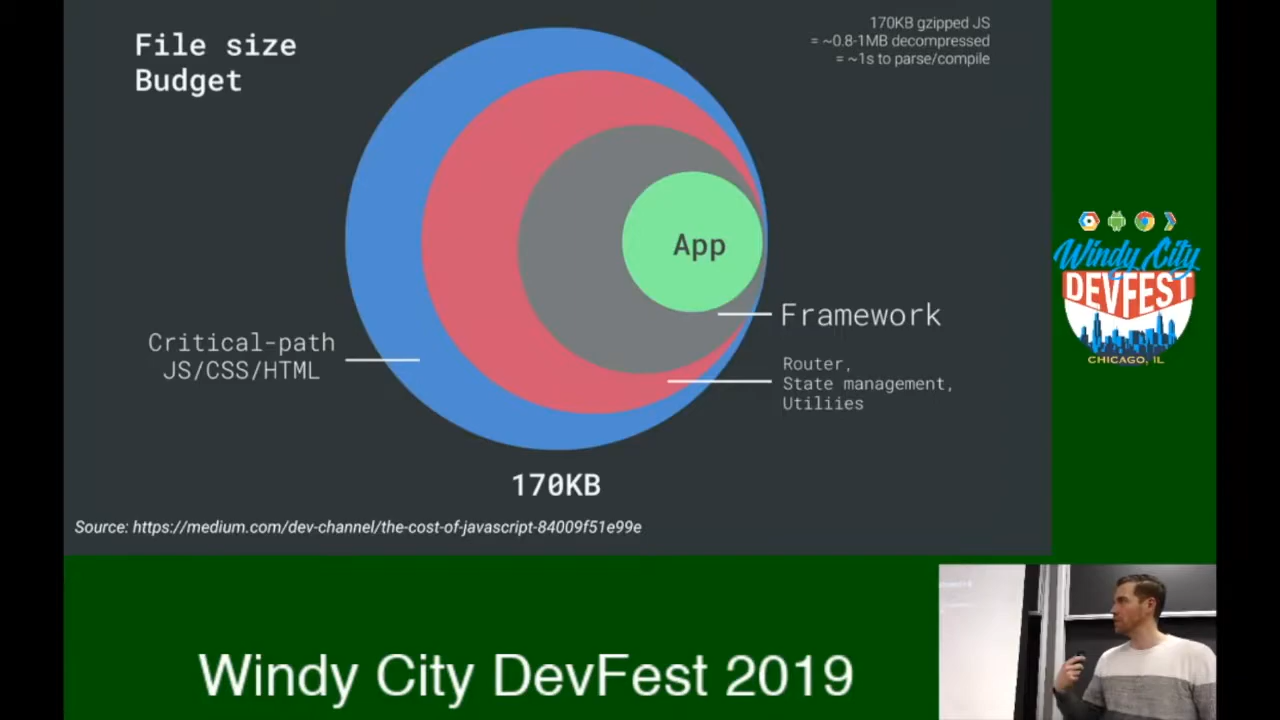 File size
Budget
170KB gzipped JS
= ~0.8-1MB decompressed
= ~1s to parse/compile
App
Framework
Critical-path
JS/CSS/HTML
Router,
State management,
Utiliies
170KB
Source: https://medium.com/dev-channel/the-cost-of-javascript-84009f51e99e
Windy City
DEVFEST
CHICAGO, IL
Windy City DevFest 2019